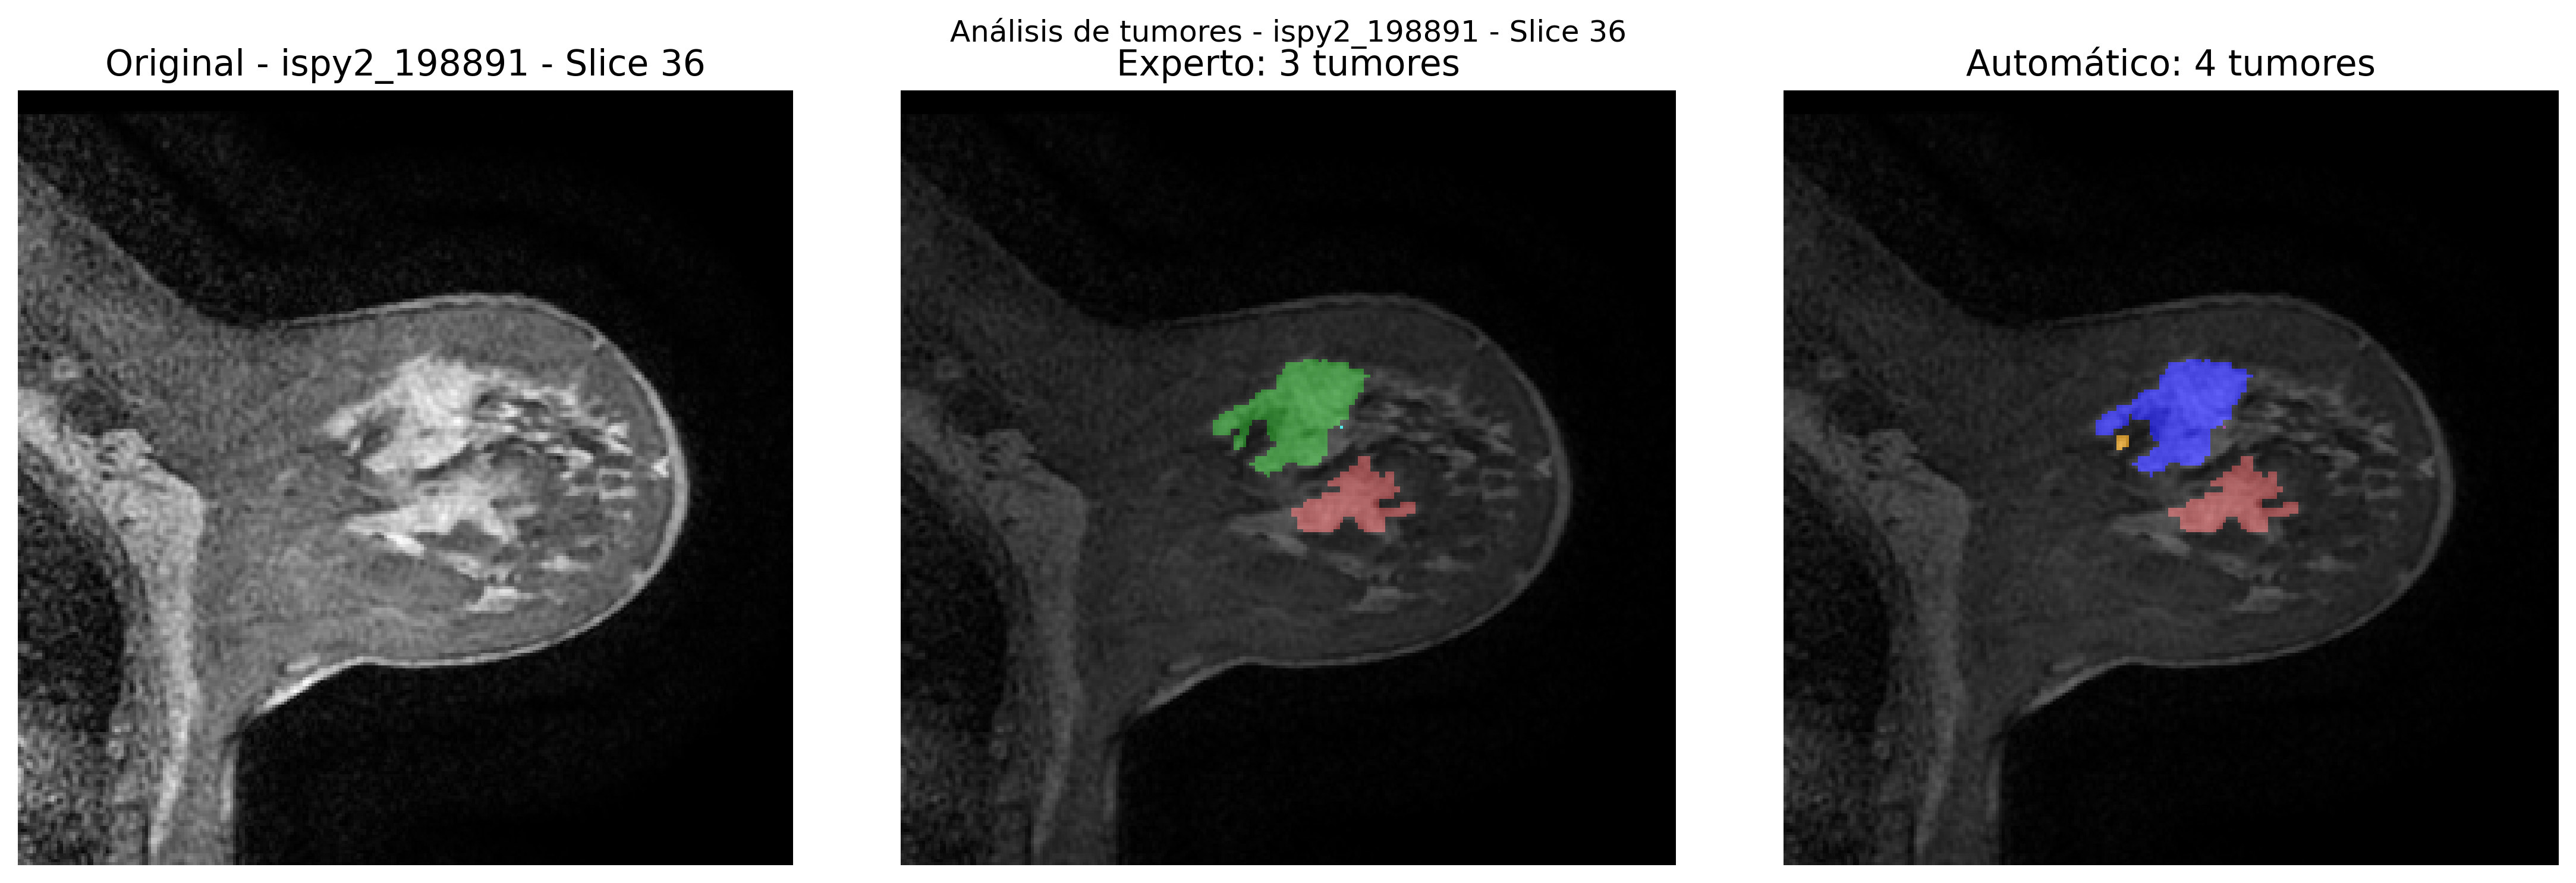 Análisis de tumores - ispy2_198891 - Slice 36
Original - ispy2_198891 - Slice 36
Experto: 3 tumores
Automático: 4 tumores